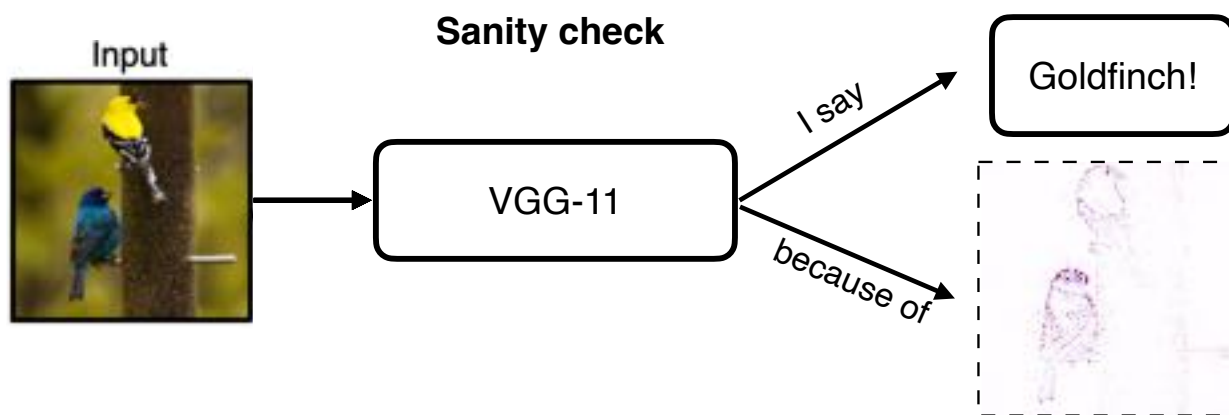 Sanity check
Input
VGG-11
I say
Goldfinch!
because of